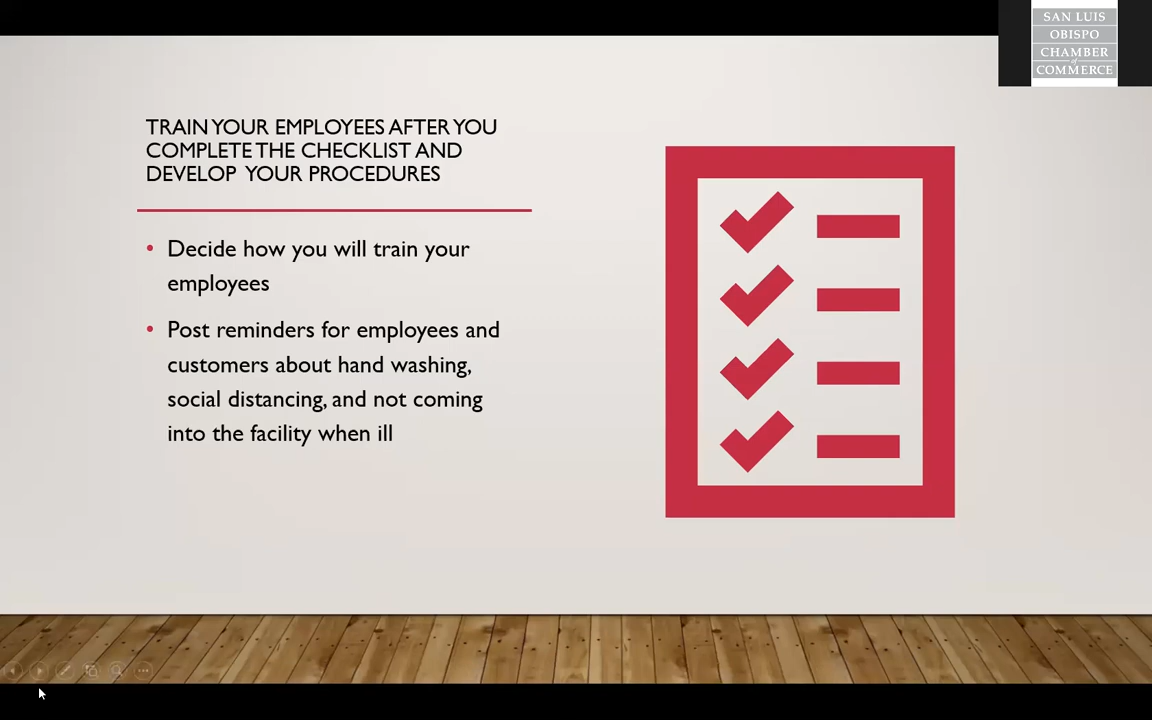 SAN LUIS
OBISPO
CHAMBER
of
COMMERCE
TRAIN YOUR EMPLOYEES AFTER YOU
COMPLETE THE CHECKLIST AND
DEVELOP YOUR PROCEDURES
• Decide how you will train your
employees
• Post reminders for employees and
customers about hand washing,
social distancing, and not coming
into the facility when ill